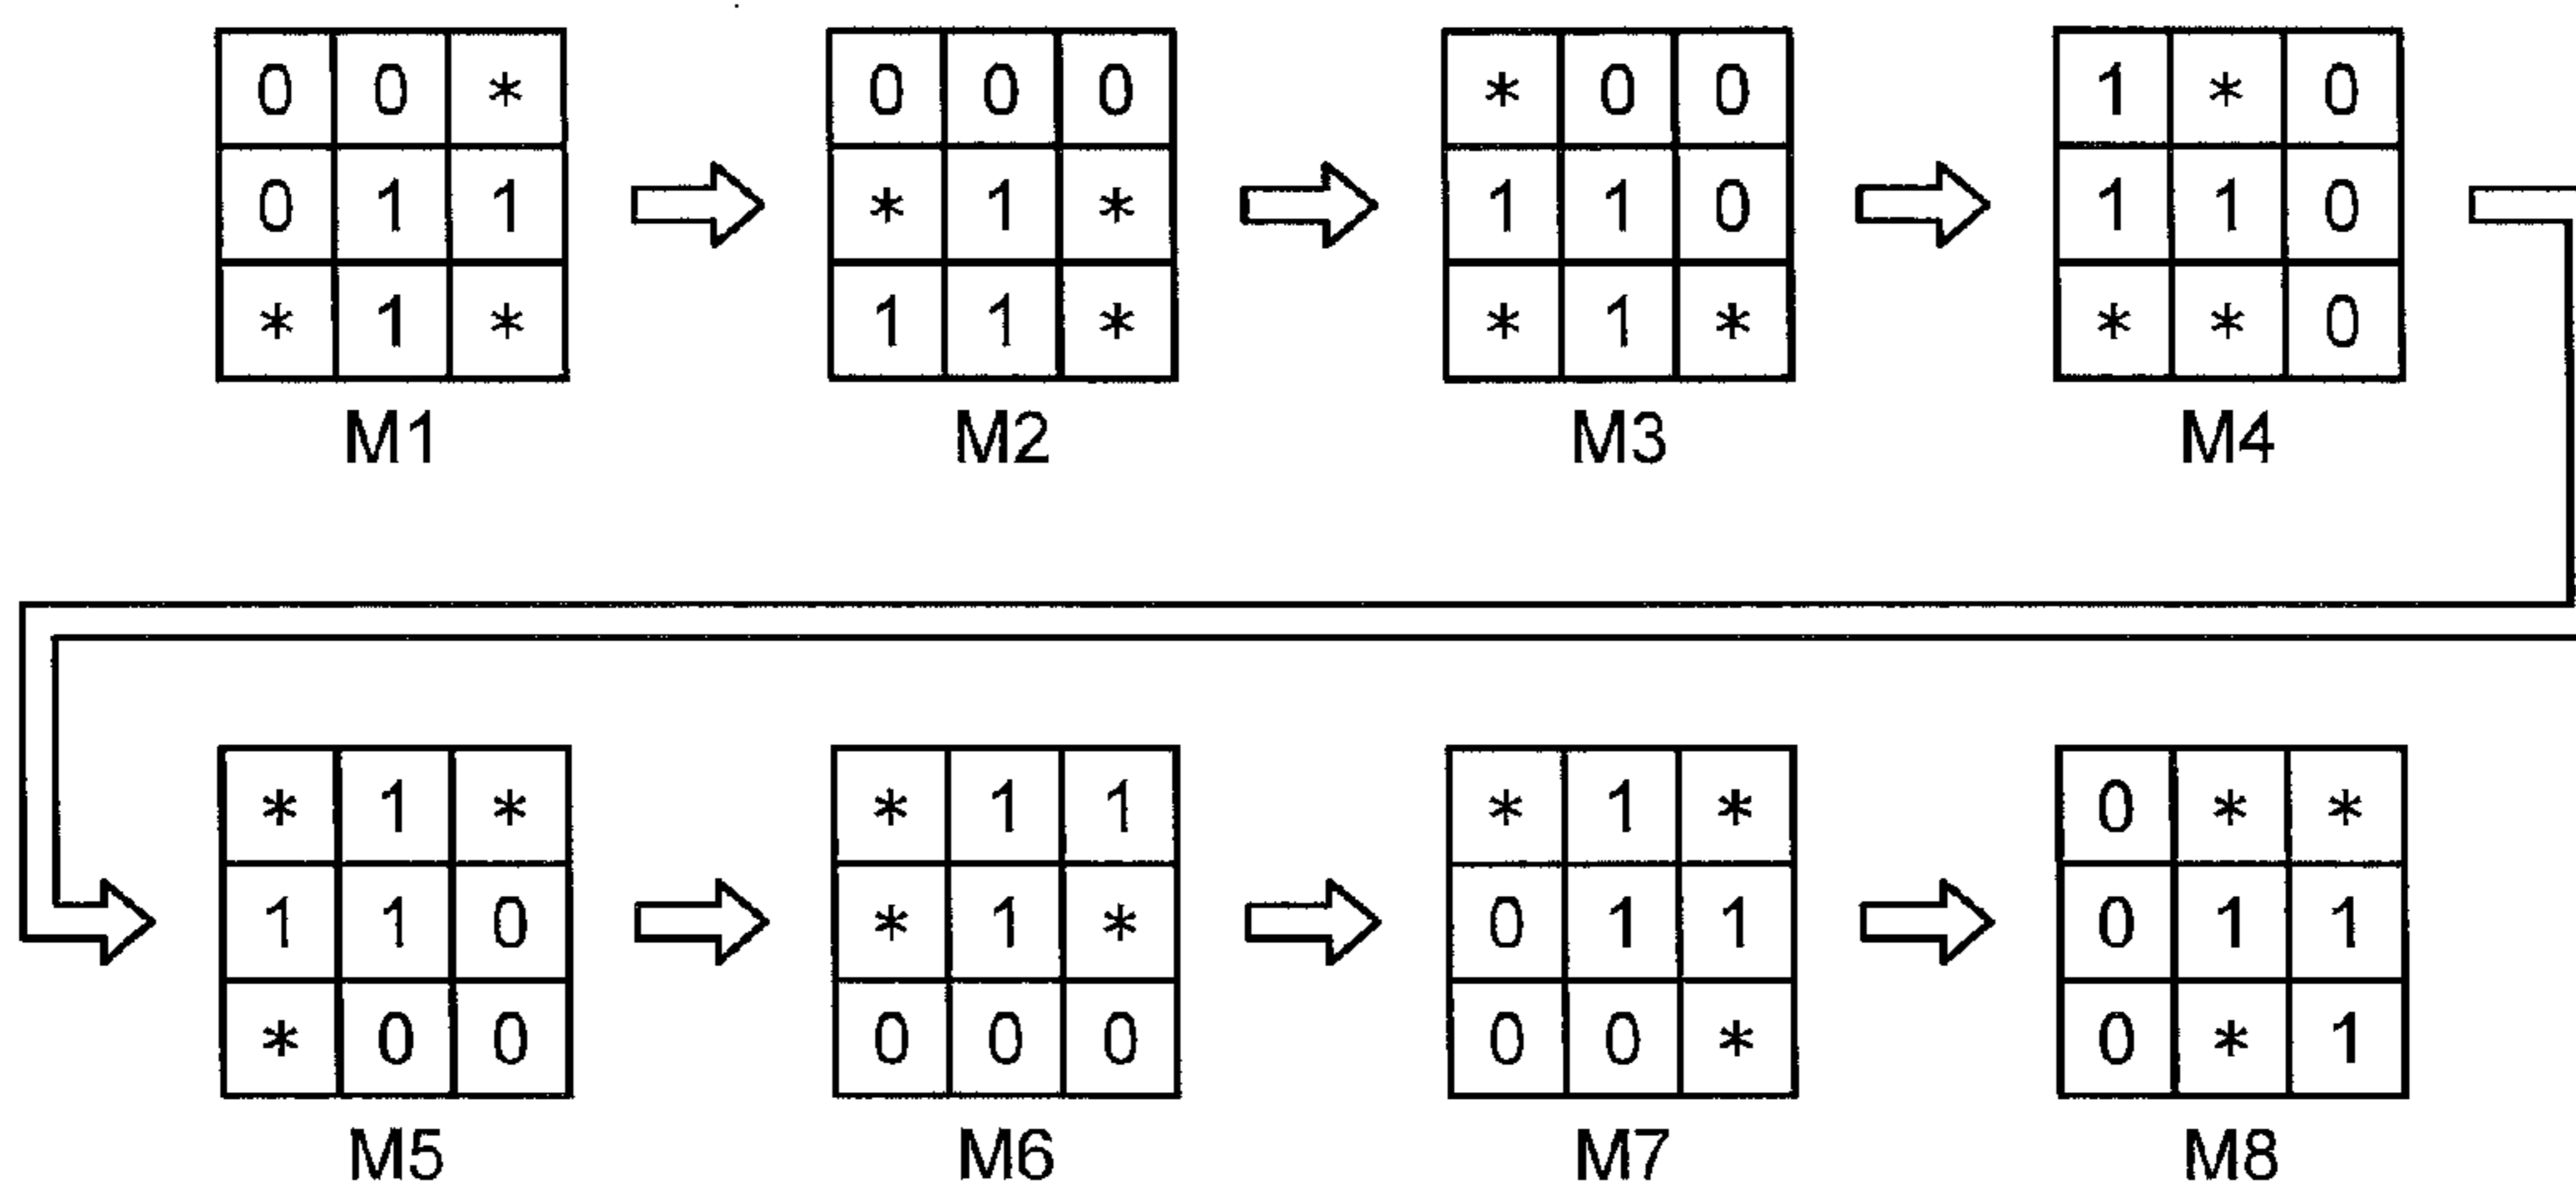 0 0 * 0 0 0 * 0 0 1 * 0
0 1 1 * 1 * 1 1 0 1 1 0
* 1 * 1 1 * * 1 * * * 0
M1 M2 M3 M4
* 1 * * 1 1 * 1 * 0 * *
1 1 0 * 1 * 0 1 1 0 1 1
* 0 0 0 0 0 0 0 * 0 * 1
M5 M6 M7 M8